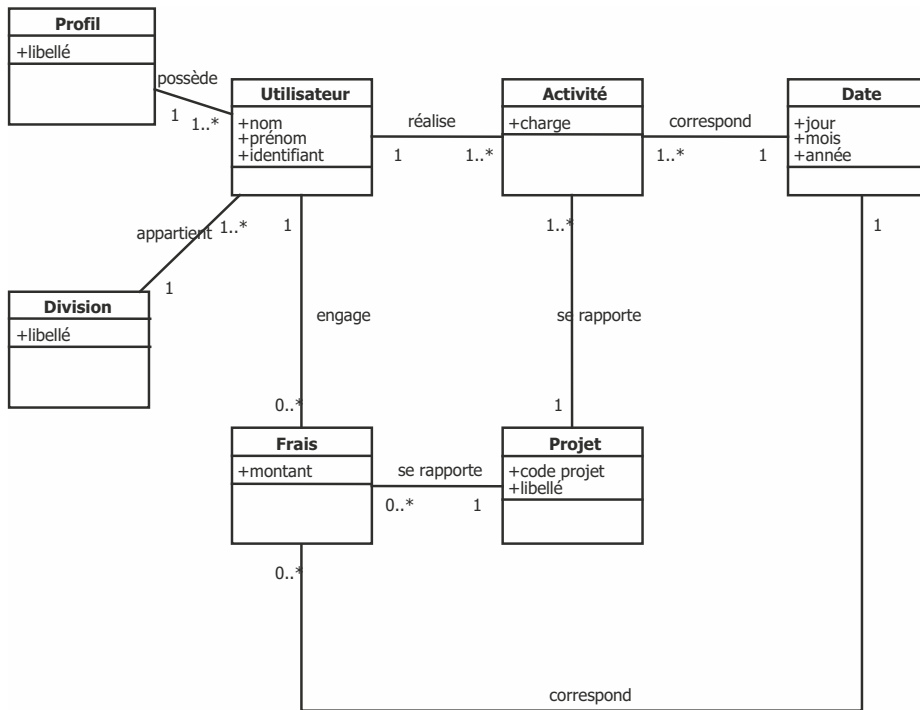 Profil
+libellé
possède
1
1..*
Utilisateur
+nom
+prénom
+identifiant
réalise
1
1..*
Activité
+charge
correspond
1..*
1
Date
+jour
+mois
+année
appartient
1..*
1
1
1..*
1
Division
+libellé
engage
se rapporte
0..*
1
Frais
+montant
se rapporte
0..*
1
Projet
+code projet
+libellé
0..*
correspond